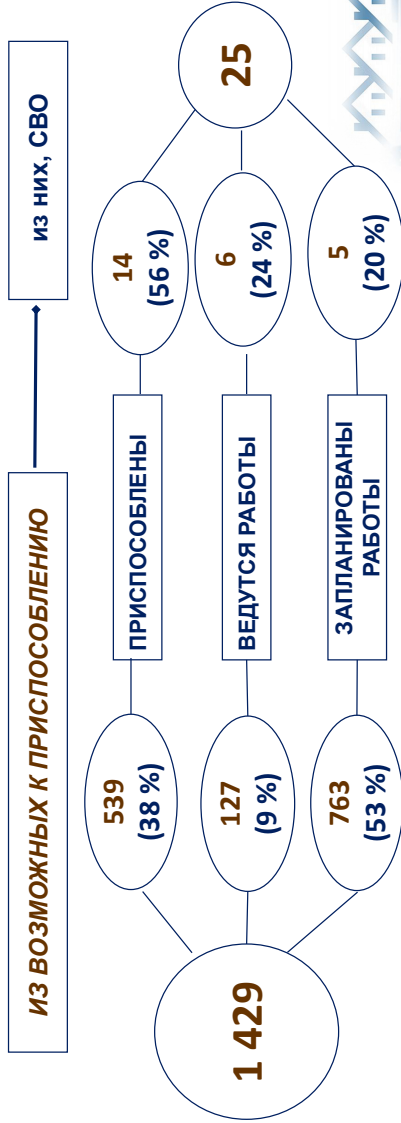 ИЗ ВОЗМОЖНЫХ К ПРИСПОСОБЛЕНИЮ
из них, СВО
1 429
539
(38 %)
ПРИСПОСОБЛЕНЫ
14
(56 %)
127
(9 %)
ВЕДУТСЯ РАБОТЫ
6
(24 %)
763
(53 %)
ЗАПЛАНИРОВАНЫ
РАБОТЫ
5
(20 %)
25